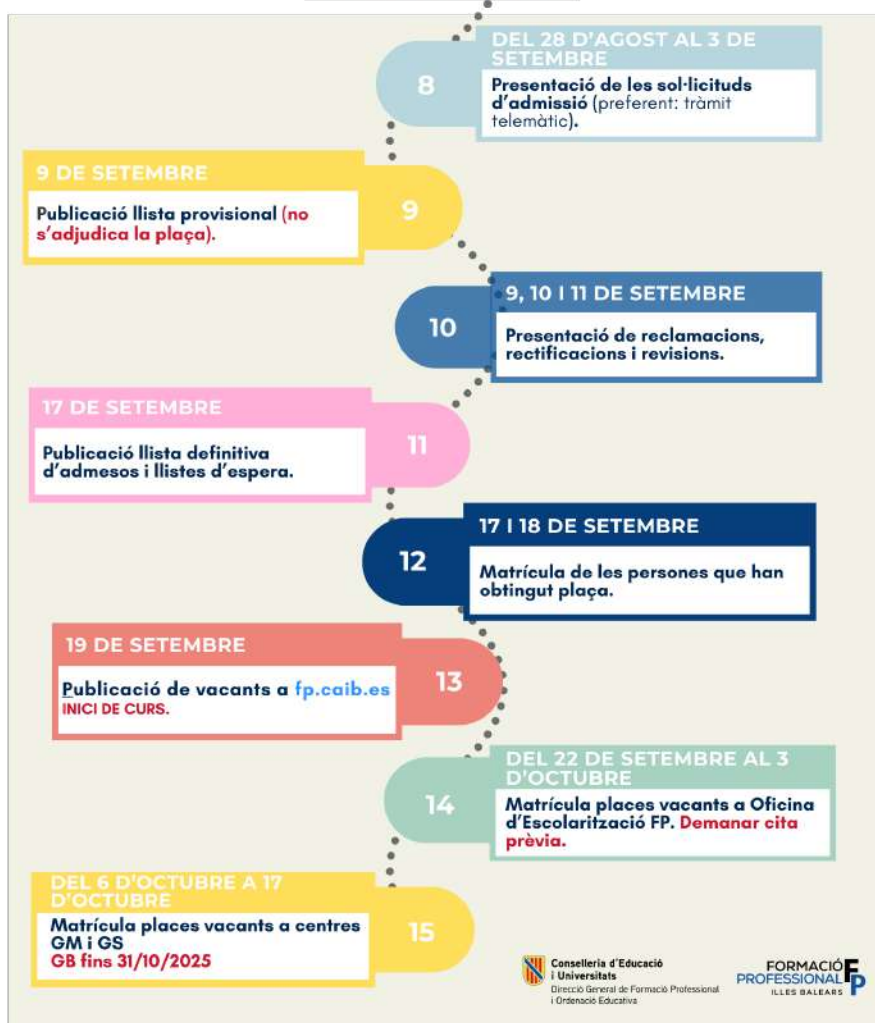 DEL 28 D'AGOST AL 3 DE
SETEMBRE
8
Presentació de les sol·licituds
d'admissió (preferent: tràmit
telemàtic).
9 DE SETEMBRE
9
Publicació llista provisional (no
s'adjudica la plaça).
9, 10 I 11 DE SETEMBRE
10
Presentació de reclamacions,
rectificacions i revisions.
17 DE SETEMBRE
11
Publicació llista definitiva
d'admesos i llistes d'espera.
17 I 18 DE SETEMBRE
12
Matrícula de les persones que han
obtingut plaça.
19 DE SETEMBRE
13
Publicació de vacants a fp.caib.es
INICI DE CURS.
DEL 22 DE SETEMBRE AL 3
D'OCTUBRE
14
Matrícula places vacants a Oficina
d'Escolarització FP. Demanar cita
prèvia.
DEL 6 D'OCTUBRE A 17
D'OCTUBRE
15
Matrícula places vacants a centres
GM i GS
GB fins 31/10/2025
Conselleria d'Educació
i Universitats
Direcció General de Formació Professional
i Ordenació Educativa
FORMACIÓ
PROFESSIONAL
ILLES BALEARS
FP